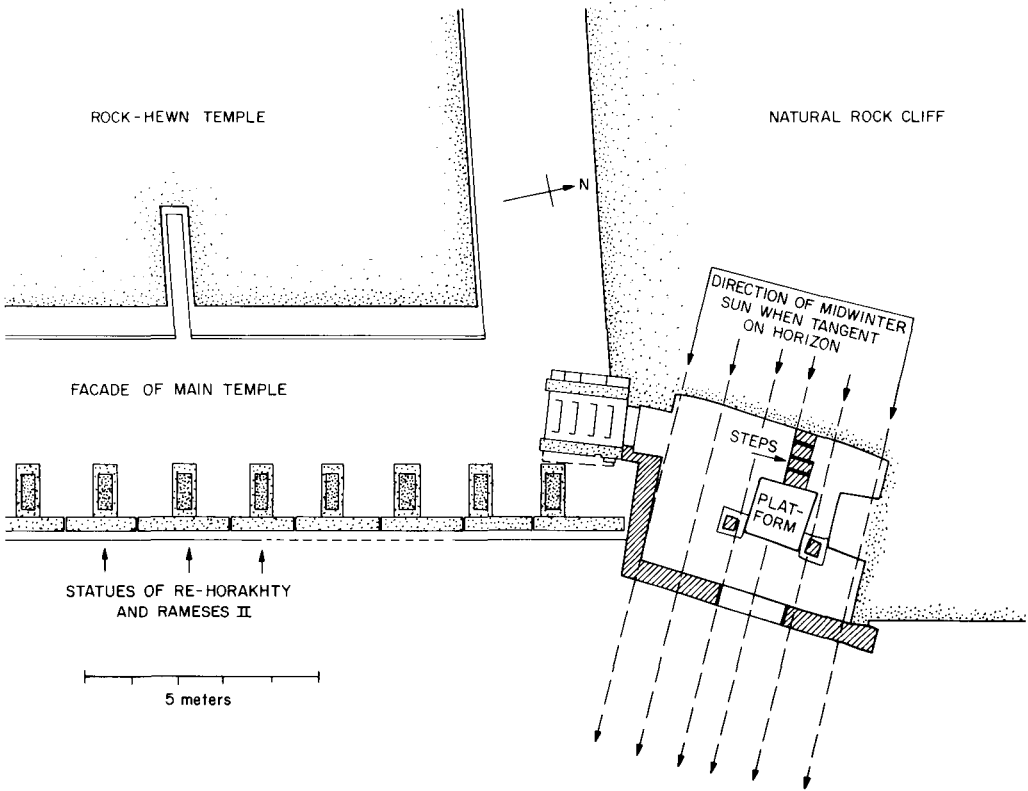 ROCK-HEWN TEMPLE
NATURAL ROCK CLIFF
N
DIRECTION OF MIDWINTER
SUN WHEN TANGENT
ON HORIZON
FAÇADE OF MAIN TEMPLE
STEPS
PLAT-
FORM
STATUES OF RE-HORAKHTY
AND RAMESES II
5 meters